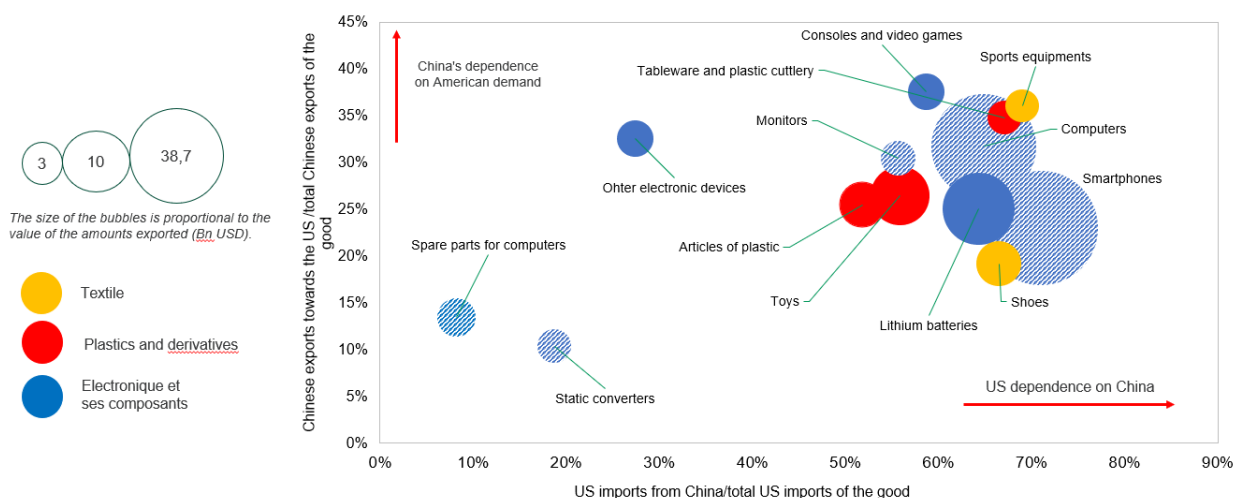 3
10
38,7
The size of the bubbles is proportional to the
value of the amounts exported (Bn USD).
Textile
Plastics and derivatives
Electronique et
ses composants
Chinese exports towards the US /total Chinese exports of the
good
45%
40%
35%
30%
25%
20%
15%
10%
5%
0%
China's dependence
on American demand
Consoles and video games
Sports equipments
Tableware and plastic cuttlery
Monitors
Computers
Ohter electronic devices
Smartphones
Articles of plastic
Spare parts for computers
Toys
Shoes
Lithium batteries
Static converters
US dependence on China
0%
10%
20%
30%
40%
50%
60%
70%
80%
90%
US imports from China/total US imports of the good